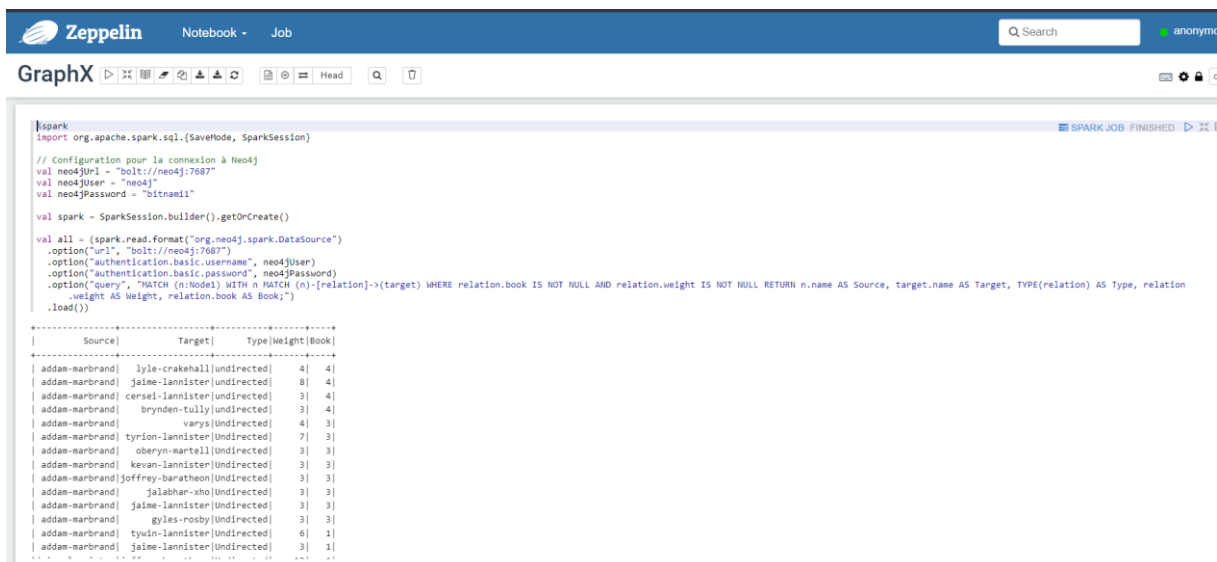 Zeppelin Notebook Job Search anonymo
GraphX Head
%spark SPARK JOB FINISHED
import org.apache.spark.sql.{SaveMode, SparkSession}
// Configuration pour la connexion à Neo4j
val neo4jUrl = "bolt://neo4j:7687"
val neo4jUser = "neo4j"
val neo4jPassword = "bitnami1"
val spark = SparkSession.builder().getOrCreate()
val all = (spark.read.format("org.neo4j.spark.DataSource")
.option("url", "bolt://neo4j:7687")
.option("authentication.basic.username", neo4jUser)
.option("authentication.basic.password", neo4jPassword)
.option("query", "MATCH (n:Node1) WITH n MATCH (n)-[relation]->(target) WHERE relation.book IS NOT NULL AND relation.weight IS NOT NULL RETURN n.name AS Source, target.name AS Target, TYPE(relation) AS Type, relation
.weight AS Weight, relation.book AS Book;")
.load())
+---------------+----------------+----------+------+----+
|         Source|          Target|      Type|Weight|Book|
+---------------+----------------+----------+------+----+
| addam-marbrand|  lyle-crakehall|undirected|     4|   4|
| addam-marbrand| jaime-lannister|undirected|     8|   4|
| addam-marbrand|cersei-lannister|undirected|     3|   4|
| addam-marbrand|   brynden-tully|undirected|     3|   4|
| addam-marbrand|           varys|Undirected|     4|   3|
| addam-marbrand|tyrion-lannister|Undirected|     7|   3|
| addam-marbrand|  oberyn-martell|Undirected|     3|   3|
| addam-marbrand| kevan-lannister|Undirected|     3|   3|
| addam-marbrand|joffrey-baratheon|Undirected|     3|   3|
| addam-marbrand|    jalabhar-xho|Undirected|     3|   3|
| addam-marbrand| jaime-lannister|Undirected|     3|   3|
| addam-marbrand|     gyles-rosby|Undirected|     3|   3|
| addam-marbrand| tywin-lannister|Undirected|     6|   1|
| addam-marbrand| jaime-lannister|Undirected|     3|   1|